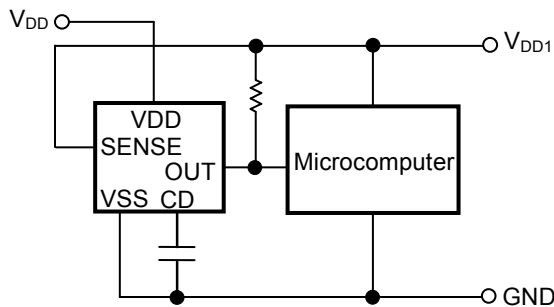 VDD
VDD1
VDD
SENSE
OUT
VSS CD
Microcomputer
GND